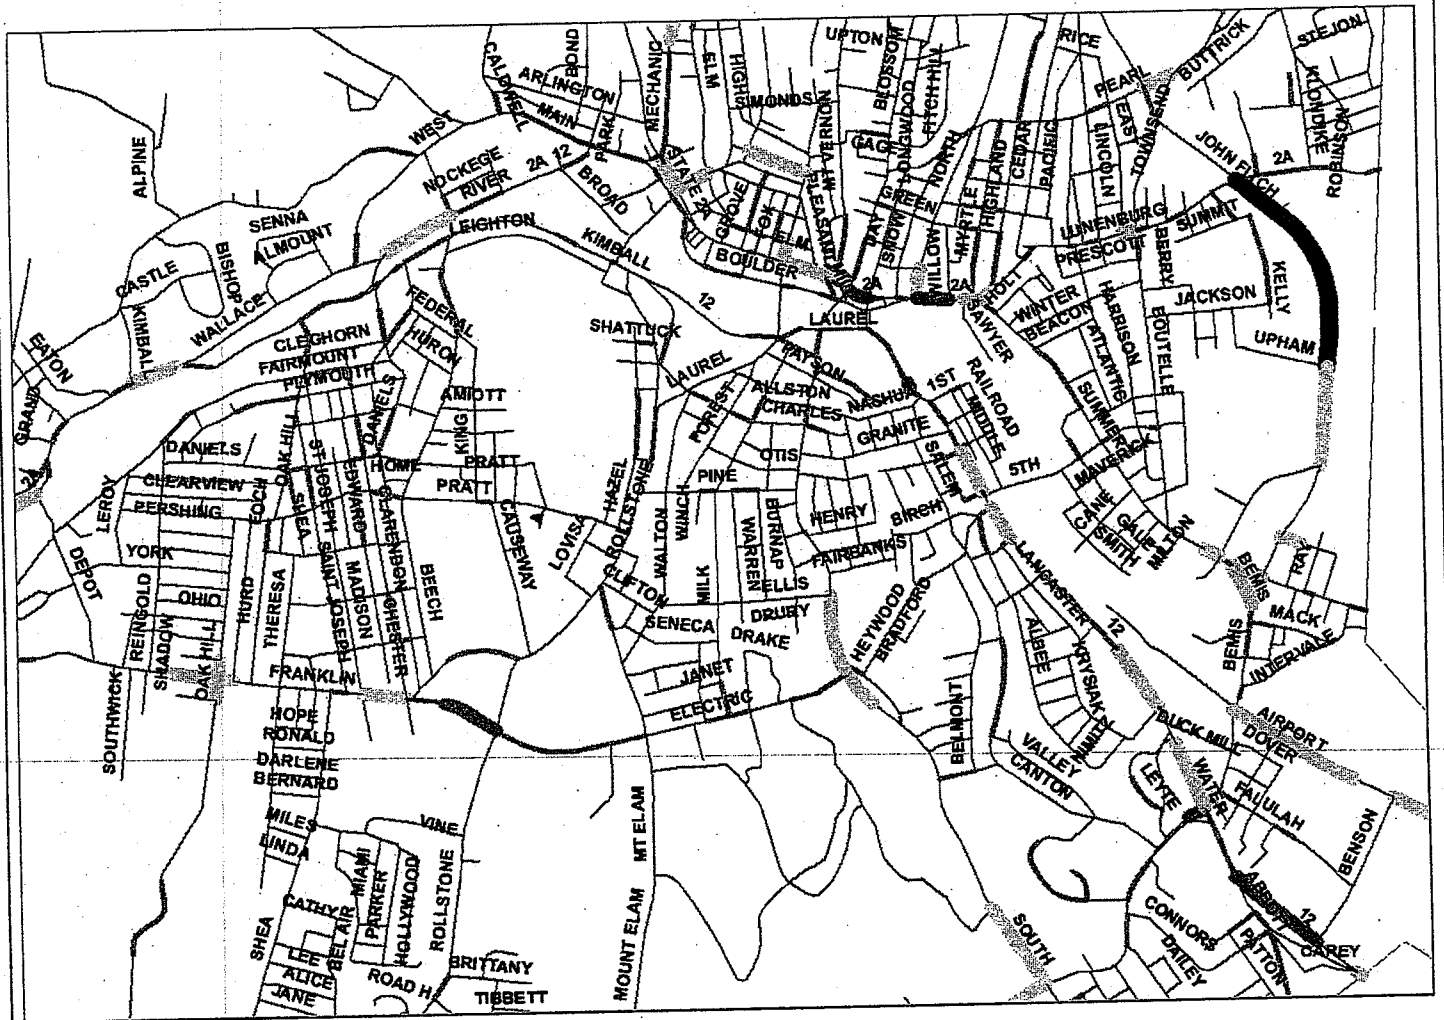 UPTON
BLOSSOM
RICE
BUTTRICK
STEJON
CALDWELL
BOND
ARLINGTON
MAIN
PARK
MECHANIC
ELM
HIGH
SIMONDS
MT VERNON
LONGWOOD
FITCH HILL
GAGE
NORTH
HIGHLAND
CEDAR
PACIFIC
PEARL
LINCOLN
TOWNSEND
KLONDIKE
ROBINSON
JOHN FITCH
2A
ALPINE
WEST
NOCKEGE
RIVER
2A 12
BROAD
STATE 2A
GROVE
ELM
PLEASANT
DAY
SNOW
GREEN
WILLOW
MYRTLE
LUNENBURG
PRESCOTT
SUMMIT
BERRY
KELLY
SENNA
ALMOUNT
LEIGHTON
KIMBALL
BOULDER
2A
2A
HOLT
CASTLE
BISHOP
WALLACE
12
LAUREL
SAWYER
WINTER
BEACON
HARRISON
ATLANTIC
BOUTELLE
JACKSON
UPHAM
EATON
KIMBAL
CLEGHORN
FAIRMOUNT
PLYMOUTH
FEDERAL
HURON
SHATTUCK
LAUREL
PAYSON
ALLSTON
CHARLES
NASHUA
1ST
RAILROAD
MIDDLE
SUMMER
GRAND
DANIELS
AMIOTT
KING
FOREST
GRANITE
SALEM
5TH
MAVERICK
DANIELS
OAK HILL
HOME
PRATT
PRATT
OTIS
PINE
2A
LEROY
CLEARVIEW
PERSHING
FOCH
SHEA
ST JOSEPH
EDWARD
CLARENDON
CAUSEWAY
LOVISA
HAZEL
ROLLSTONE
WALTON
WINCH
WARREN
BURNAP
HENRY
BIRCH
FAIRBANKS
CANE
GALE
SMITH
MILTON
DEPOT
YORK
REINGOLD
OHIO
HURD
THERESA
SAINT JOSEPH
MADISON
CHESTER
BEECH
CLIFTON
MILK
ELLIS
DRURY
SENECA
DRAKE
HEYWOOD
BRADFORD
LANCASTER
12
BEMIS
RAY
MACK
BEMIS
INTERVALE
SHADOW
OAK HILL
SOUTHWICK
FRANKLIN
JANET
ELECTRIC
ALBEE
KRYSIAK
NIMITZ
BELMONT
HOPE
RONALD
DARLENE
BERNARD
VALLEY
CANTON
DUCK MILL
AIRPORT
DOVER
LEYTE
WATER
FALULAH
BENSON
MILES
LINDA
VINE
MIAMI
PARKER
HOLLYWOOD
ROLLSTONE
MT ELAM
CATHY
BEL AIR
SHEA
LEE
ALICE
JANE
ROAD H
BRITTANY
TIBBETT
MOUNT ELAM
SOUTH
CONNORS
DAILEY
ABBOTT
12
PATTON
CAREY